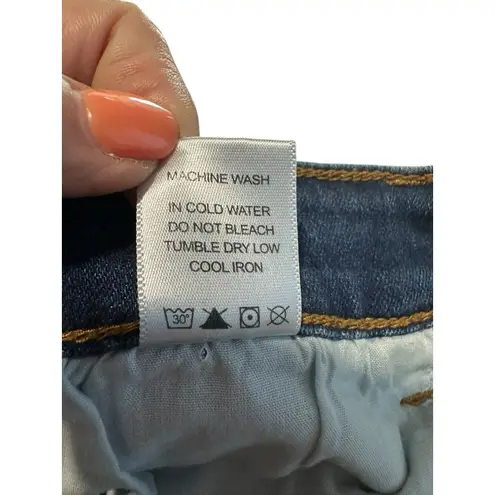 MACHINE WASH
IN COLD WATER
DO NOT BLEACH
TUMBLE DRY LOW
COOL IRON
30°